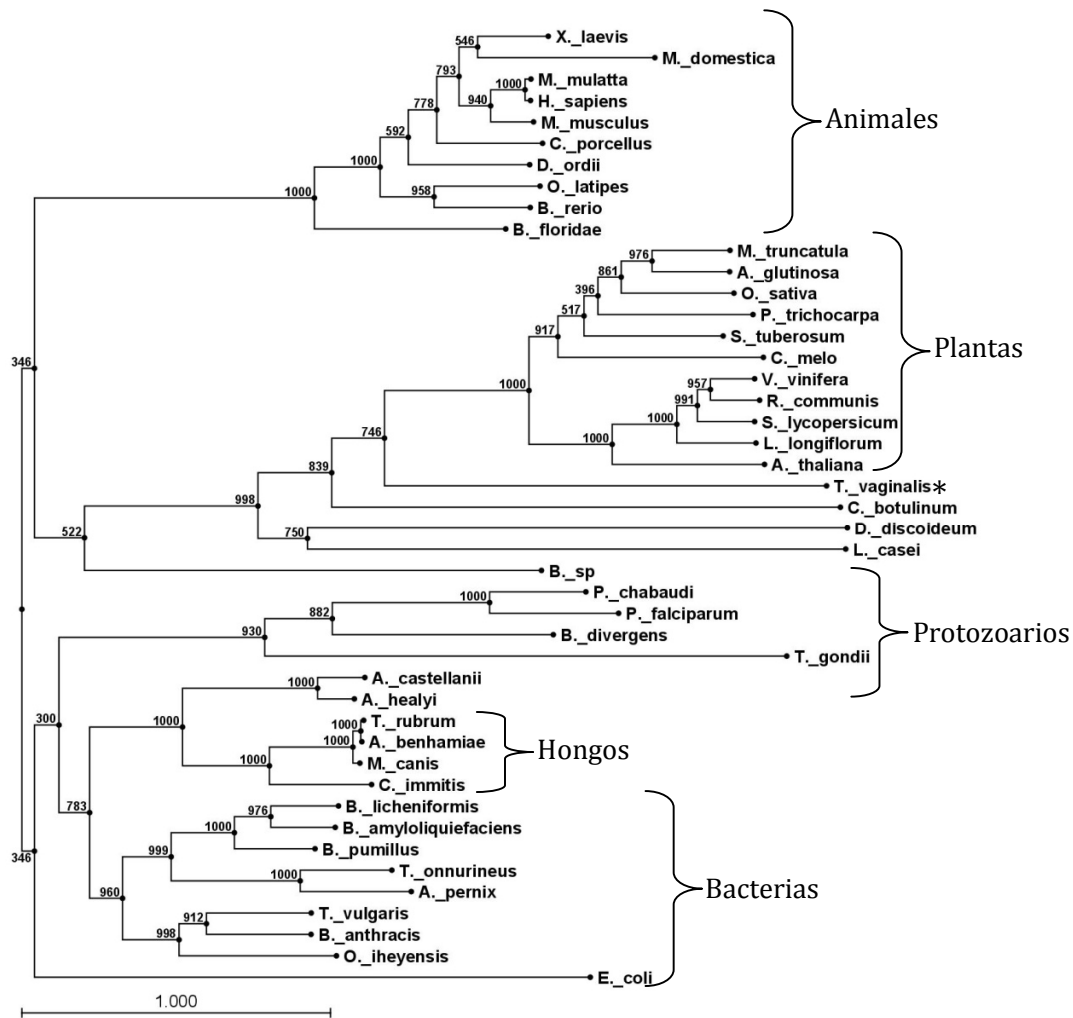 546
X._laevis
M._domestica
793
1000
M._mulatta
H._sapiens
940
M._musculus
778
C._porcellus
592
D._ordii
1000
O._latipes
958
B._rerio
1000
B._floridae
Animales
976
M._truncatula
A._glutinosa
861
O._sativa
396
P._trichocarpa
517
S._tuberosum
917
C._melo
1000
957
V._vinifera
R._communis
991
S._lycopersicum
1000
L._longiflorum
1000
A._thaliana
Plantas
346
746
T._vaginalis*
839
C._botulinum
998
D._discoideum
750
L._casei
522
B._sp
1000
P._chabaudi
P._falciparum
882
B._divergens
930
T._gondii
Protozoarios
1000
A._castellanii
A._healyi
300
1000
1000
T._rubrum
A._benhamiae
1000
M._canis
1000
C._immitis
Hongos
783
976
B._licheniformis
B._amyloliquiefaciens
1000
B._pumillus
999
1000
T._onnurineus
A._pernix
346
960
912
T._vulgaris
B._anthracis
998
O._iheyensis
E._coli
Bacterias
1.000